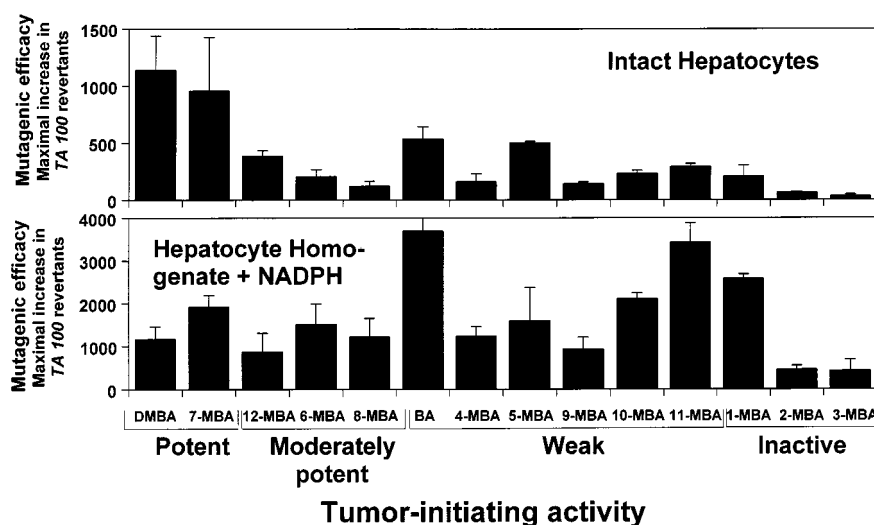 Mutagenic efficacy
Maximal increase in
TA 100 revertants
1500
1000
500
0
Intact Hepatocytes
Mutagenic efficacy
Maximal increase in
TA 100 revertants
4000
3000
2000
1000
0
Hepatocyte Homo-
genate + NADPH
DMBA 7-MBA 12-MBA 6-MBA 8-MBA BA 4-MBA 5-MBA 9-MBA 10-MBA 11-MBA 1-MBA 2-MBA 3-MBA
Potent Moderately Weak Inactive
potent
Tumor-initiating activity